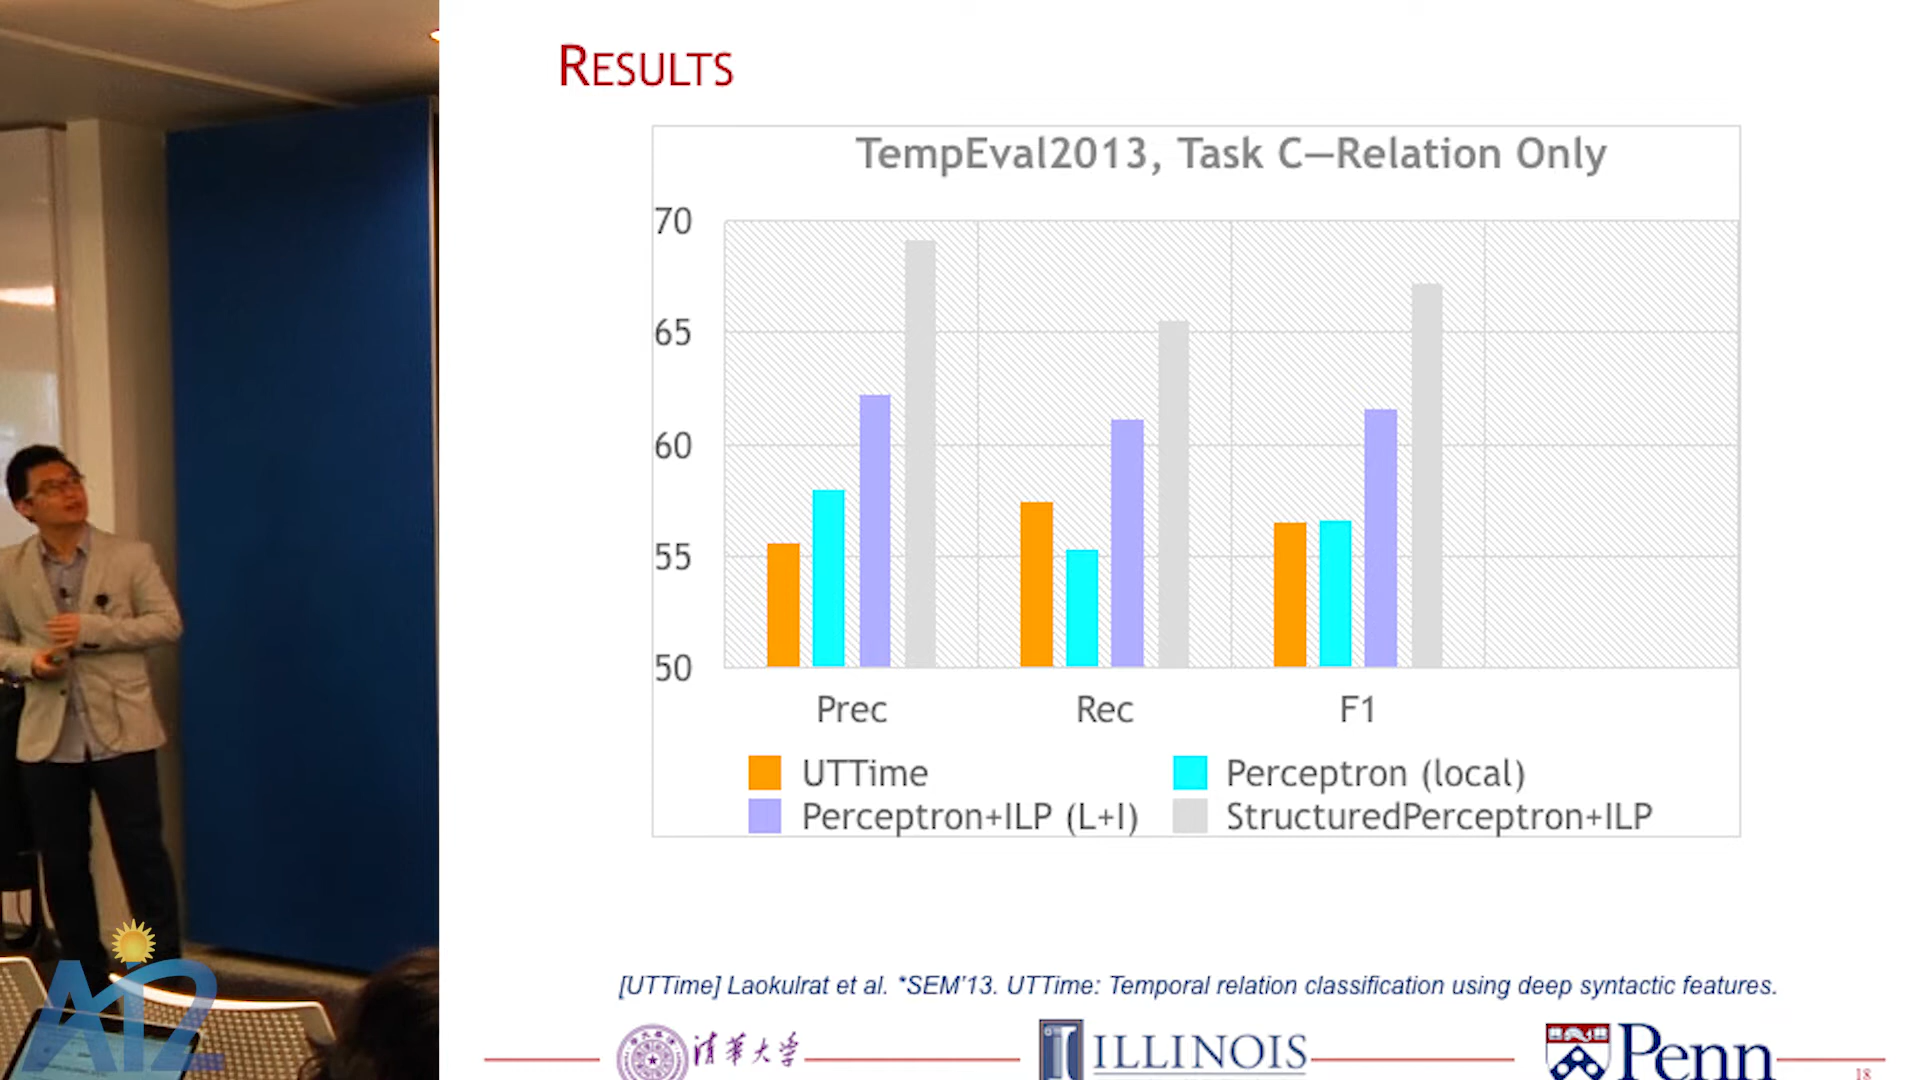 RESULTS
TempEval2013, Task C—Relation Only
70
65
60
55
50
Prec Rec F1
UTTime Perceptron (local)
Perceptron+ILP (L+I) StructuredPerceptron+ILP
[UTTime] Laokulrat et al. *SEM'13. UTTime: Temporal relation classification using deep syntactic features.
清華大学 ILLINOIS Penn
18
AI2